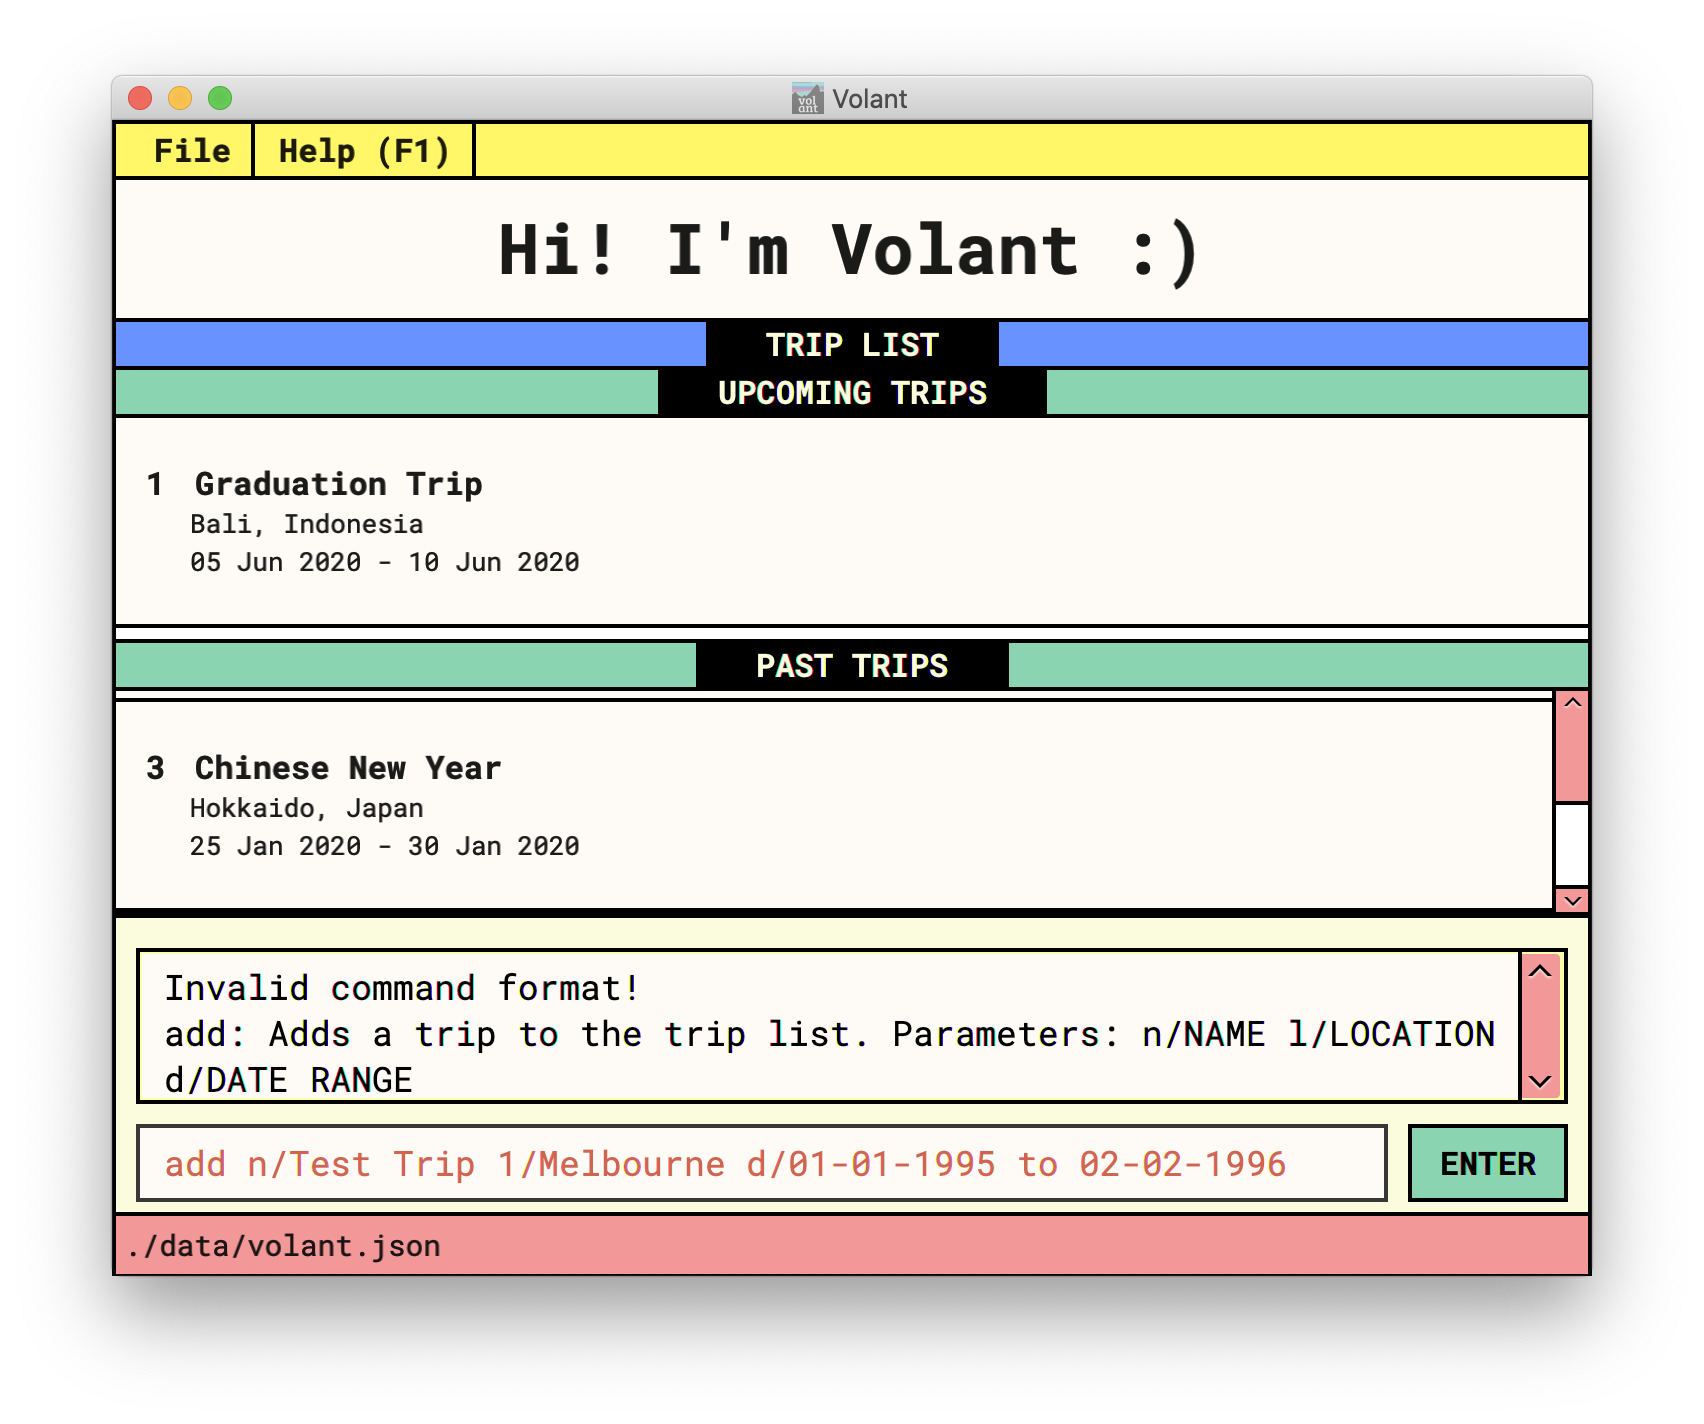 vol
ant
Volant
File
Help (F1)
Hi! I'm Volant :)
TRIP LIST
UPCOMING TRIPS
1 Graduation Trip
Bali, Indonesia
05 Jun 2020 - 10 Jun 2020
PAST TRIPS
3 Chinese New Year
Hokkaido, Japan
25 Jan 2020 - 30 Jan 2020
Invalid command format!
add: Adds a trip to the trip list. Parameters: n/NAME l/LOCATION
d/DATE RANGE
add n/Test Trip 1/Melbourne d/01-01-1995 to 02-02-1996
ENTER
./data/volant.json